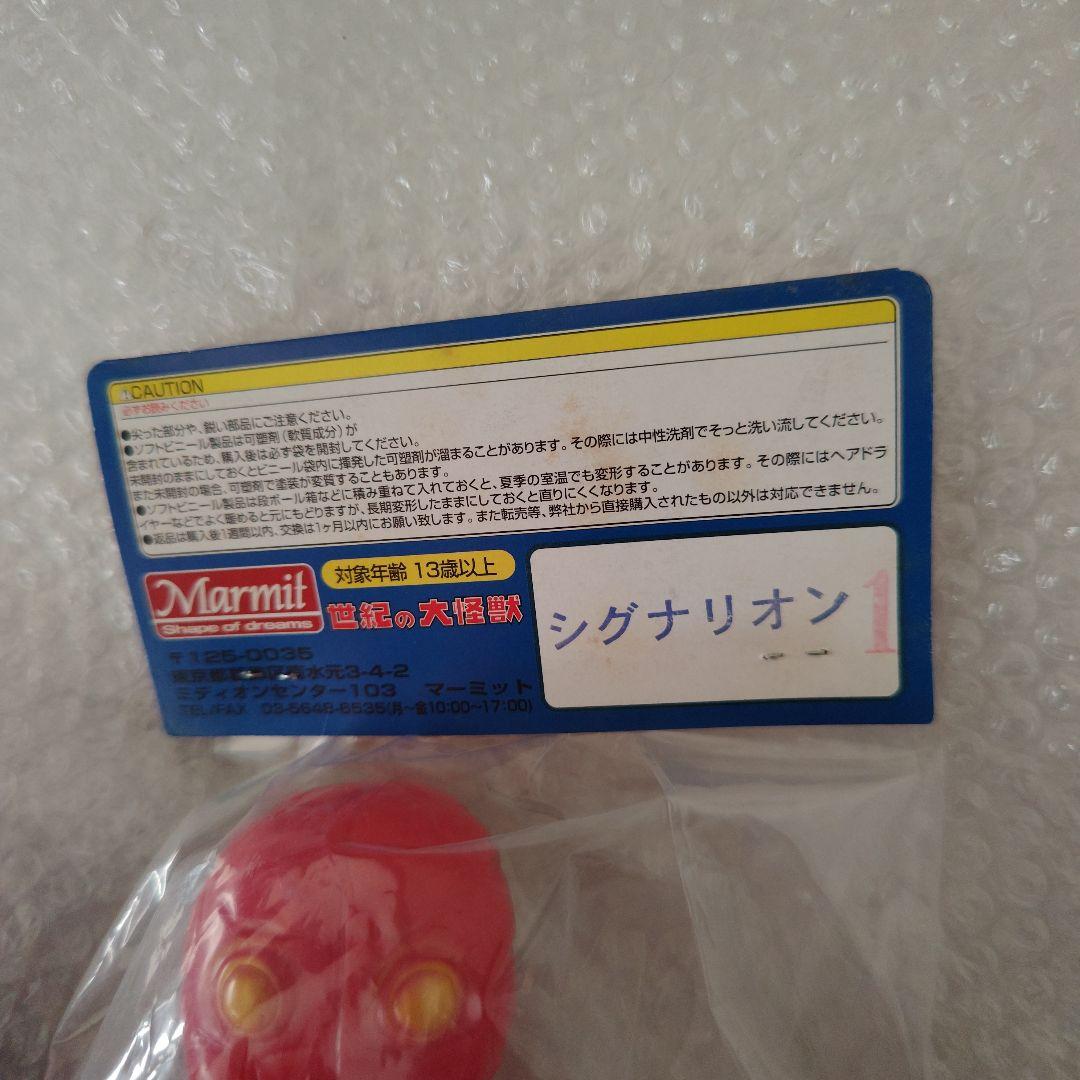 CAUTION
必ずお読みください
●尖った部分や、鋭い部品にご注意ください。
●ソフトビニール製品は可塑剤(軟質成分)が
含まれているため、購入後は必ず袋を開封してください。
未開封のままにしておくとビニール袋内に揮発した可塑剤が溜まることがあります。その際には中性洗剤でそっと洗い流してください。
また未開封の場合、可塑剤で塗装が変質することもあります。
●ソフトビニール製品は段ボール箱などに積み重ねて入れておくと、夏季の室温でも変形することがあります。その際にはヘアドラ
イヤーなどでよく暖めると元にもどりますが、長期変形したままにしておくと直りにくくなります。
●返品は購入後1週間以内、交換は1ヶ月以内にお願い致します。また転売等、弊社から直接購入されたもの以外は対応できません。
Marmit
Shape of dreams
対象年齢 13歳以上
世紀の大怪獣
シグナリオン
1
〒125-0035
東京都葛飾区南水元3-4-2
ミディオンセンター103 マーミット
TEL/FAX 03-5648-6535(月〜金10:00〜17:00)